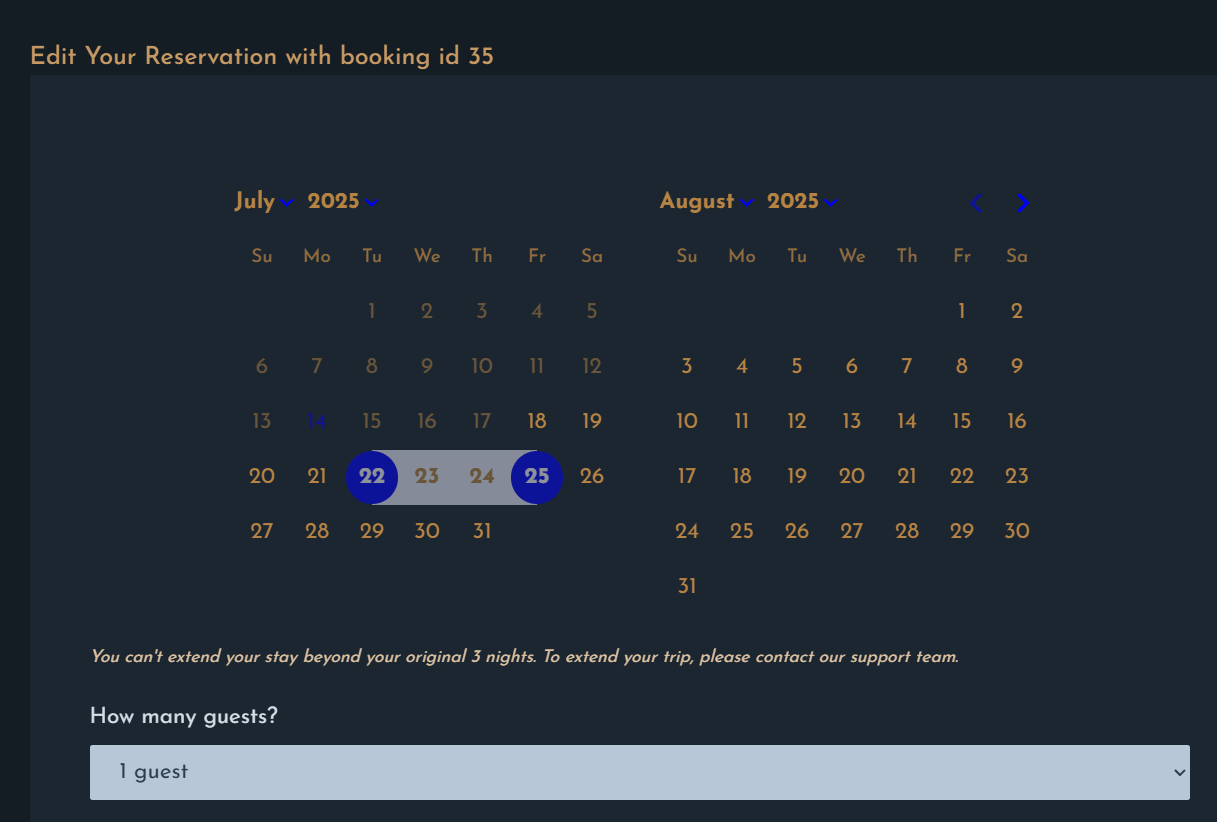 Edit Your Reservation with booking id 35
July 2025
Su Mo Tu We Th Fr Sa
1 2 3 4 5
6 7 8 9 10 11 12
13 14 15 16 17 18 19
20 21 22 23 24 25 26
27 28 29 30 31
August 2025
Su Mo Tu We Th Fr Sa
1 2
3 4 5 6 7 8 9
10 11 12 13 14 15 16
17 18 19 20 21 22 23
24 25 26 27 28 29 30
31
You can't extend your stay beyond your original 3 nights. To extend your trip, please contact our support team.
How many guests?
1 guest